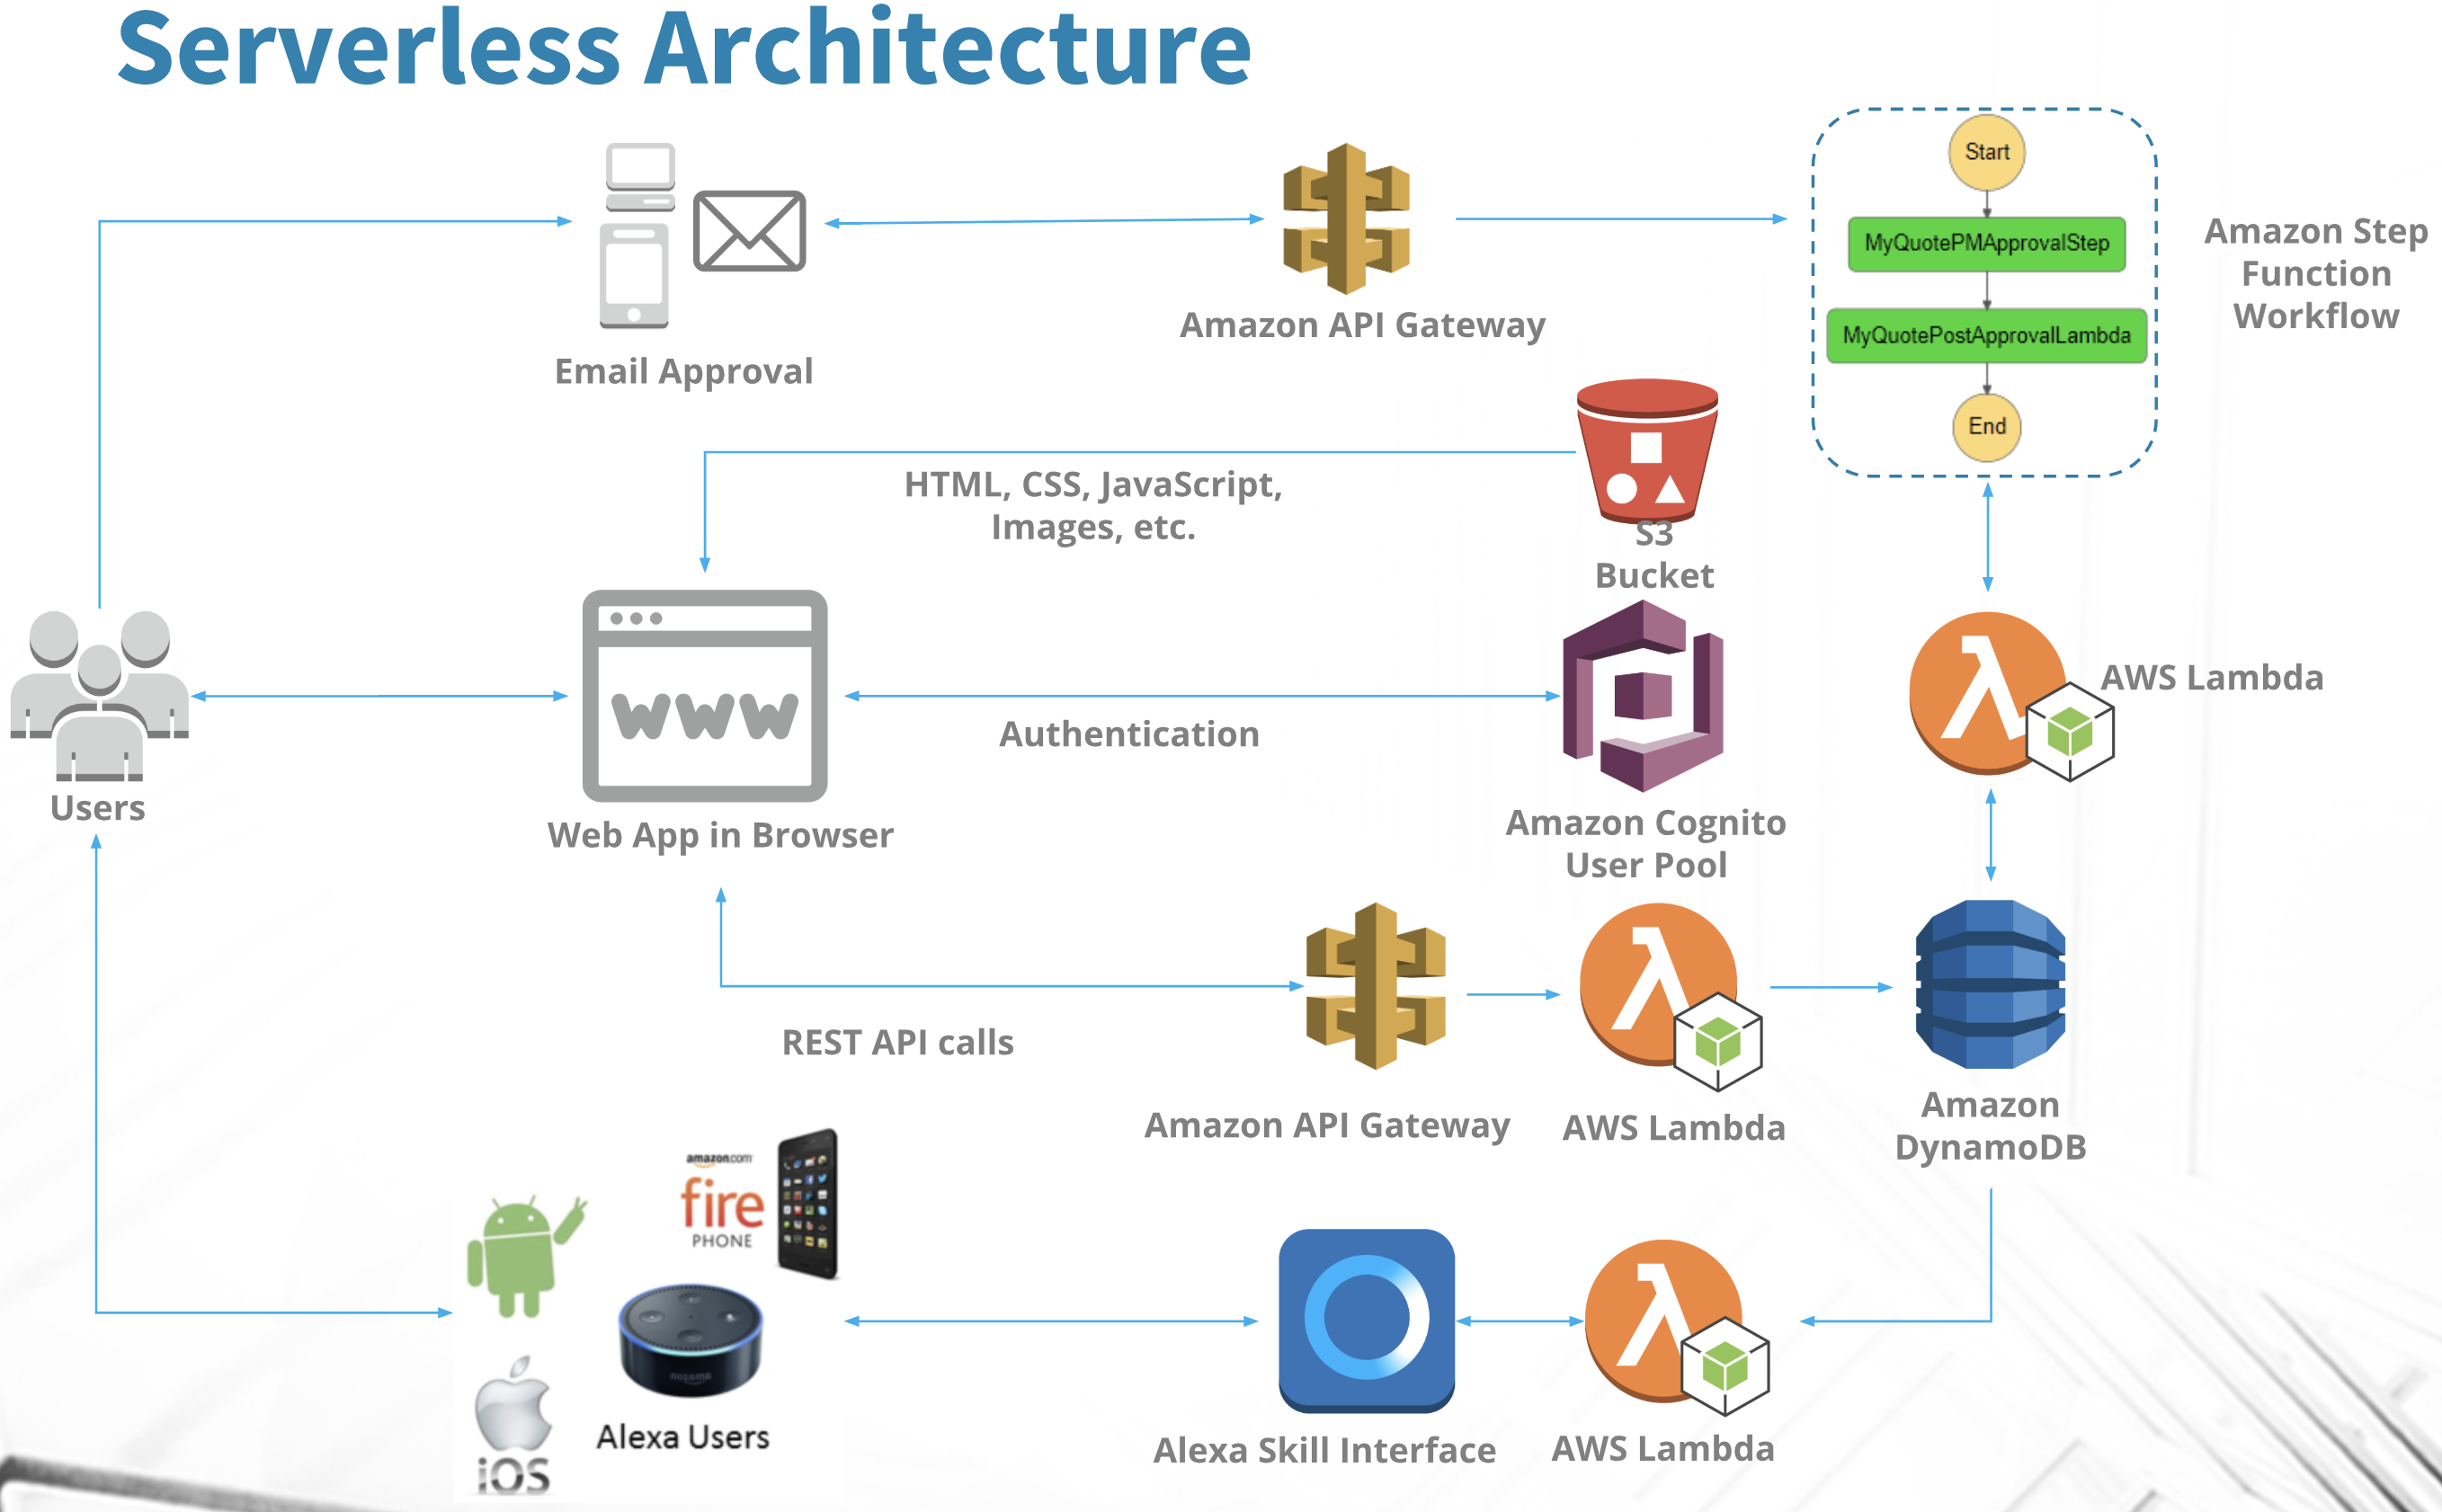 Serverless Architecture
Start
MyQuotePMApprovalStep
MyQuotePostApprovalLambda
End
Amazon Step
Function
Workflow
Amazon API Gateway
Email Approval
HTML, CSS, JavaScript,
Images, etc.
S3
Bucket
AWS Lambda
www
Authentication
Users
Web App in Browser
Amazon Cognito
User Pool
REST API calls
Amazon API Gateway
AWS Lambda
Amazon
DynamoDB
amazon.com
fire
PHONE
Alexa Users
iOS
Alexa Skill Interface
AWS Lambda